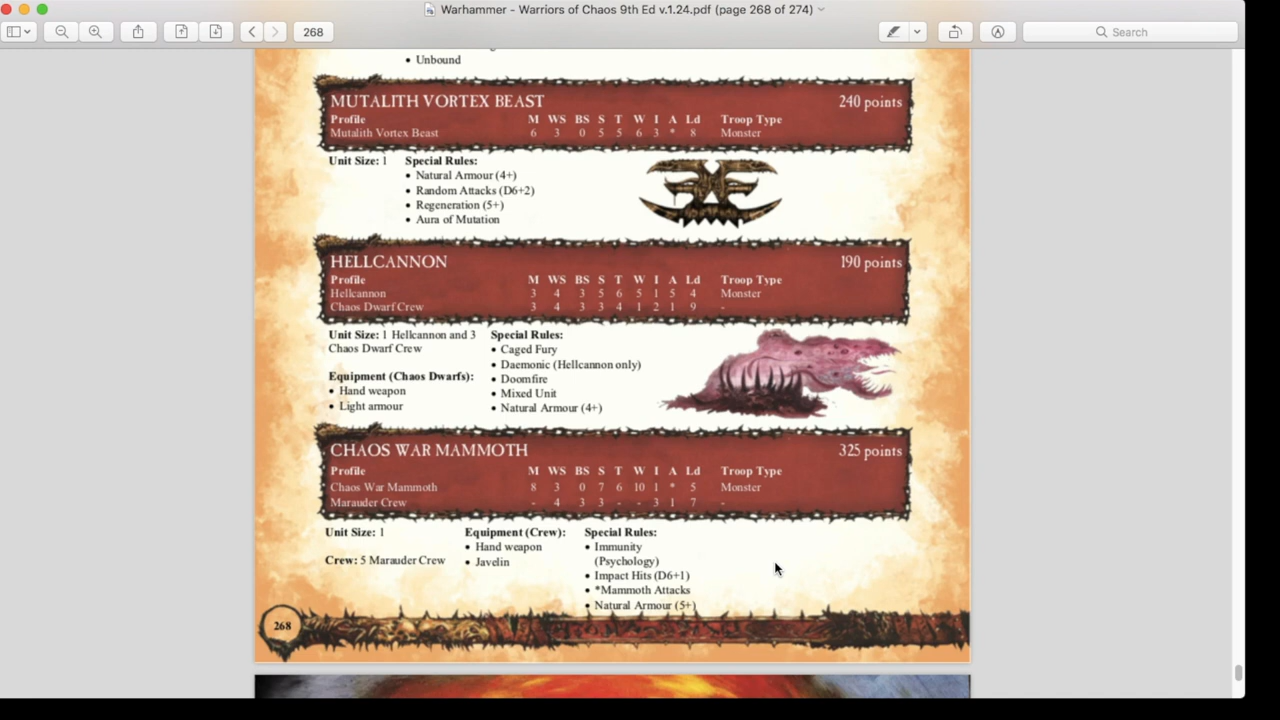 Warhammer - Warriors of Chaos 9th Ed v.1.24.pdf (page 268 of 274)
268
Search
• Unbound
MUTALITH VORTEX BEAST 240 points
Profile M WS BS S T W I A Ld Troop Type
Mutalith Vortex Beast 6 3 0 5 5 6 3 * 8 Monster
Unit Size: 1 Special Rules:
• Natural Armour (4+)
• Random Attacks (D6+2)
• Regeneration (5+)
• Aura of Mutation
HELLCANNON 190 points
Profile M WS BS S T W I A Ld Troop Type
Hellcannon 3 4 3 5 6 5 1 5 4 Monster
Chaos Dwarf Crew 3 4 3 3 4 1 2 1 9 -
Unit Size: 1 Hellcannon and 3 Special Rules:
Chaos Dwarf Crew • Caged Fury
• Daemonic (Hellcannon only)
Equipment (Chaos Dwarfs): • Doomfire
• Hand weapon • Mixed Unit
• Light armour • Natural Armour (4+)
CHAOS WAR MAMMOTH 325 points
Profile M WS BS S T W I A Ld Troop Type
Chaos War Mammoth 8 3 0 7 6 10 1 * 5 Monster
Marauder Crew - 4 3 3 - - 3 1 7 -
Unit Size: 1 Equipment (Crew): Special Rules:
• Hand weapon • Immunity
Crew: 5 Marauder Crew • Javelin (Psychology)
• Impact Hits (D6+1)
• *Mammoth Attacks
• Natural Armour (5+)
268